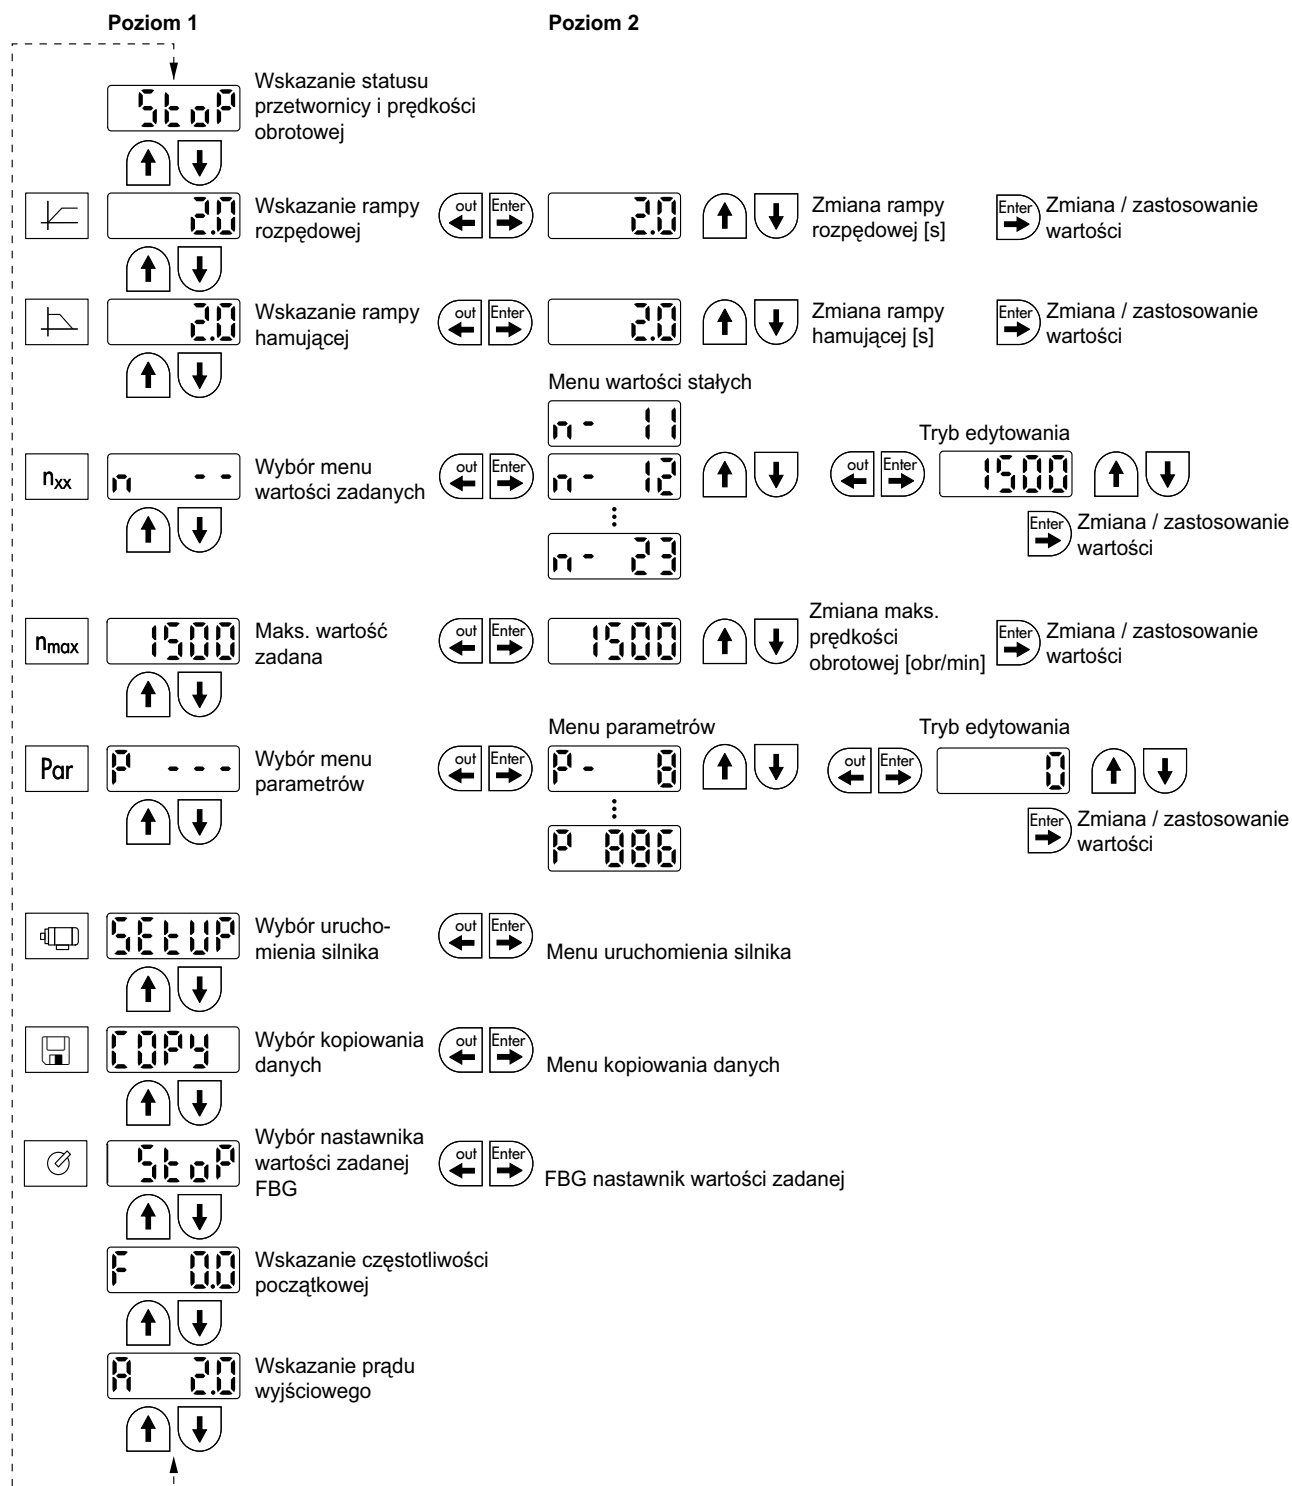 Poziom 1
Poziom 2
StoP
Wskazanie statusu
przetwornicy i prędkości
obrotowej
2.0
Wskazanie rampy
rozpędowej
out
Enter
2.0
Zmiana rampy
rozpędowej [s]
Enter
Zmiana / zastosowanie
wartości
2.0
Wskazanie rampy
hamującej
out
Enter
2.0
Zmiana rampy
hamującej [s]
Enter
Zmiana / zastosowanie
wartości
Menu wartości stałych
n- 11
nxx
n --
Wybór menu
wartości zadanych
out
Enter
n- 12
Tryb edytowania
out
Enter
1500
Enter
Zmiana / zastosowanie
wartości
n- 23
nmax
1500
Maks. wartość
zadana
out
Enter
1500
Zmiana maks.
prędkości
obrotowej [obr/min]
Enter
Zmiana / zastosowanie
wartości
Par
P ---
Wybór menu
parametrów
out
Enter
Menu parametrów
P- 8
P 886
Tryb edytowania
out
Enter
0
Enter
Zmiana / zastosowanie
wartości
SEtUP
Wybór urucho-
mienia silnika
out
Enter
Menu uruchomienia silnika
COPY
Wybór kopiowania
danych
out
Enter
Menu kopiowania danych
StoP
Wybór nastawnika
wartości zadanej
FBG
out
Enter
FBG nastawnik wartości zadanej
F 0.0
Wskazanie częstotliwości
początkowej
A 2.0
Wskazanie prądu
wyjściowego